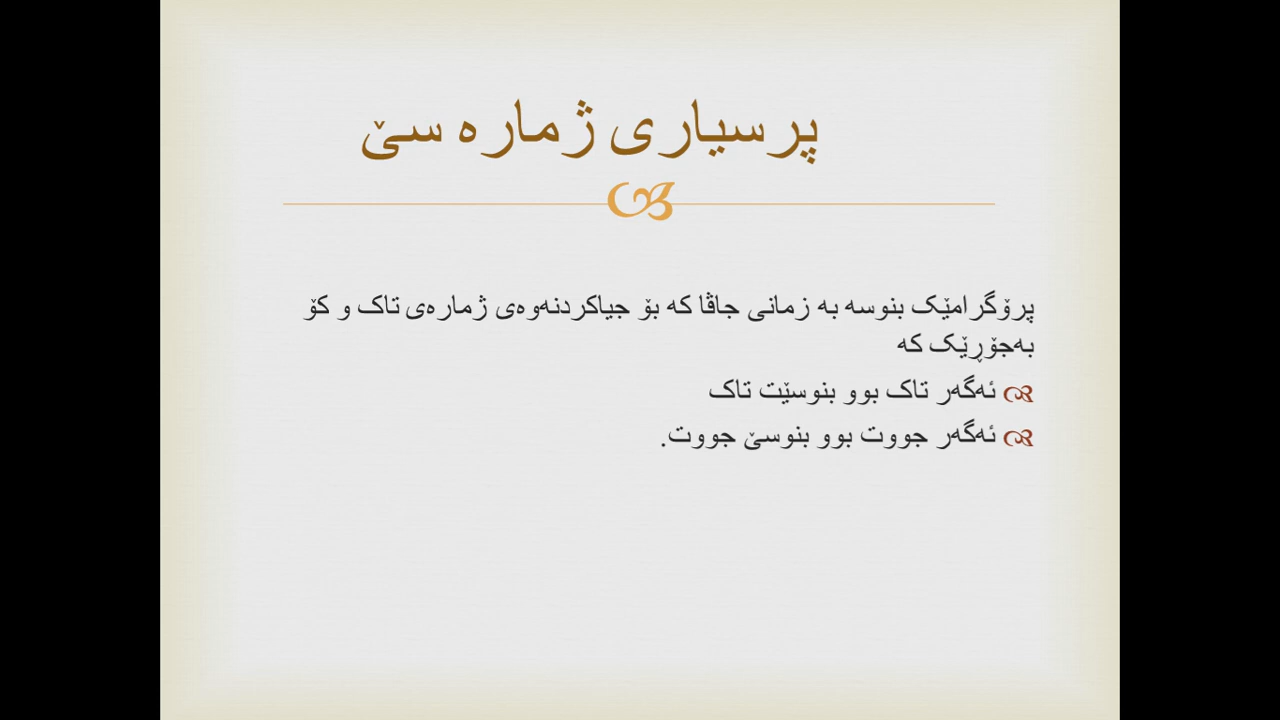 پرسیاری ژمارە سێ
پرۆگرامێک بنوسە بە زمانی جاڤا کە بۆ جیاکردنەوەی ژمارەی تاک و کۆ
بەجۆڕێک کە
ئەگەر تاک بوو بنوسێت تاک
ئەگەر جووت بوو بنوسێ جووت.